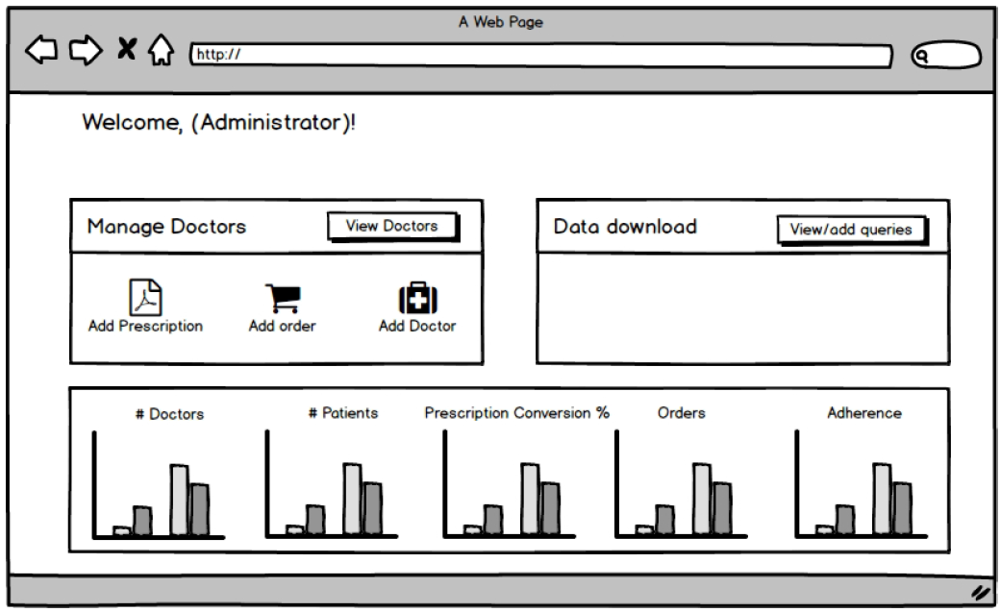 A Web Page
http://
Welcome, (Administrator)!
Manage Doctors
View Doctors
Add Prescription
Add order
Add Doctor
Data download
View/add queries
# Doctors
# Patients
Prescription Conversion %
Orders
Adherence